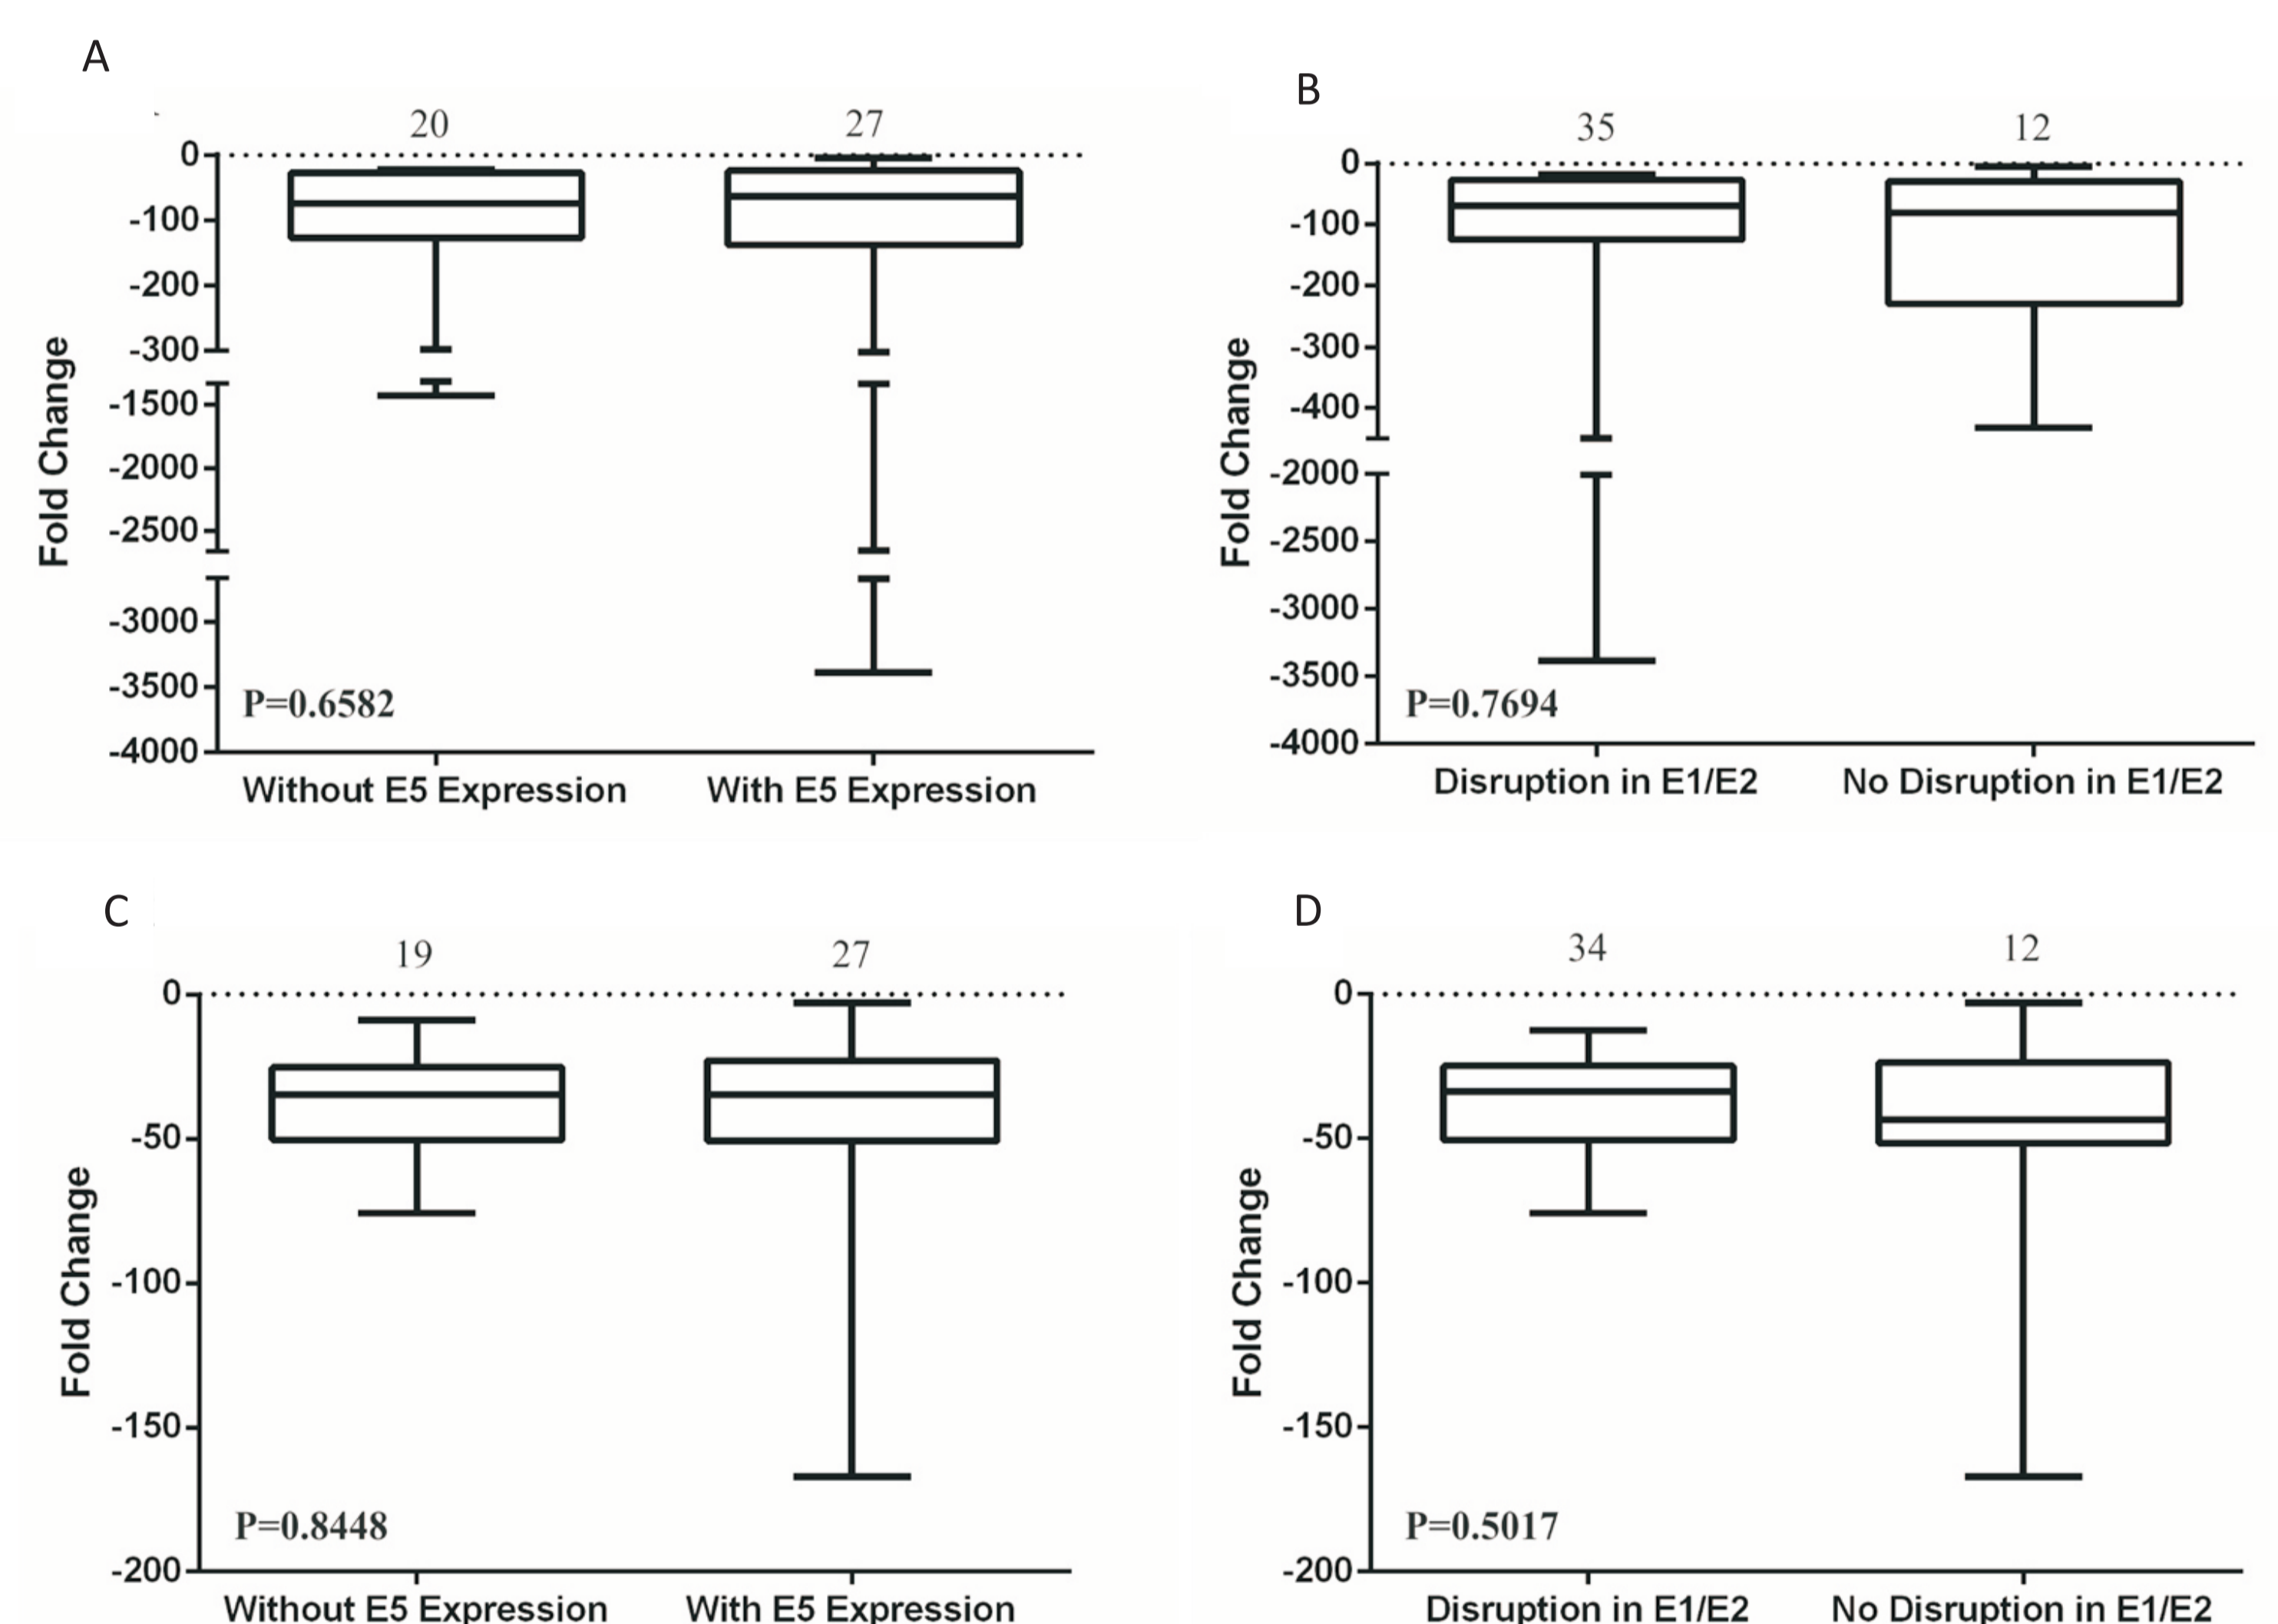 A
20 27
0
-100
-200
-300
-1500
-2000
-2500
-3000
-3500
-4000
Fold Change
P=0.6582
Without E5 Expression With E5 Expression
B
35 12
0
-100
-200
-300
-400
-2000
-2500
-3000
-3500
-4000
Fold Change
P=0.7694
Disruption in E1/E2 No Disruption in E1/E2
C
19 27
0
-50
-100
-150
-200
Fold Change
P=0.8448
Without E5 Expression With E5 Expression
D
34 12
0
-50
-100
-150
-200
Fold Change
P=0.5017
Disruption in E1/E2 No Disruption in E1/E2